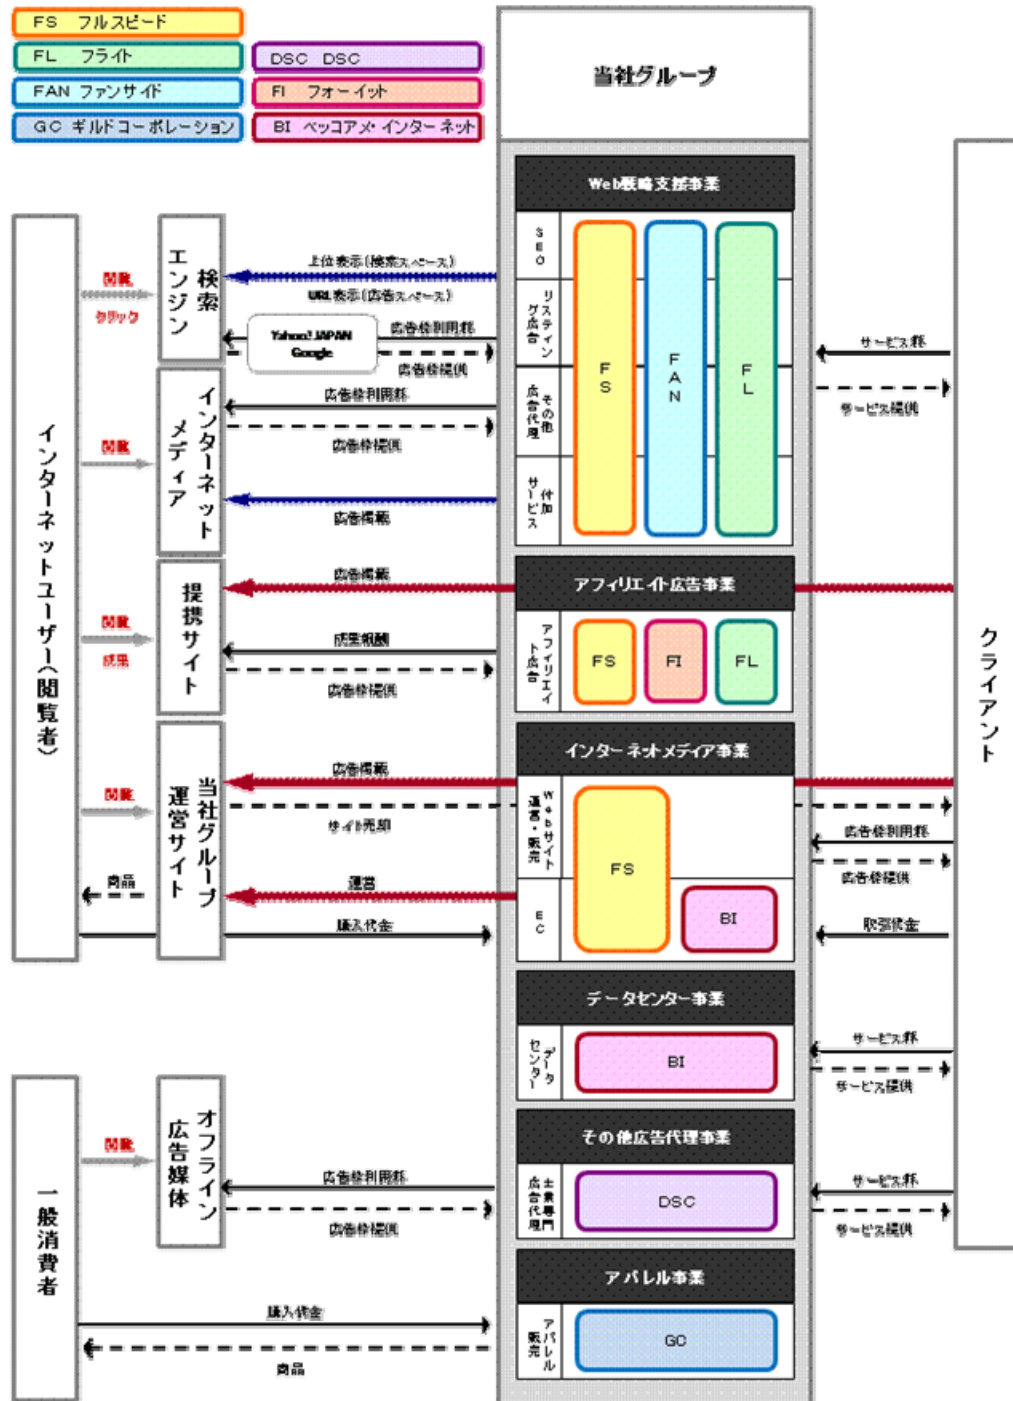 FS フルスピード
FL フライト
DSC DSC
FAN ファンサイド
FI フォーイット
GC ギルドコーポレーション
BI ベッコアメ・インターネット
当社グループ
Web戦略支援事業
SEO
リスティング広告
その他広告代理
付加サービス
FS
FAN
FL
検索エンジン
閲覧
クリック
上位表示(検索スペース)
URL表示(広告スペース)
Yahoo! JAPAN
Google
広告枠利用料
広告枠提供
サービス料
サービス提供
インターネットメディア
閲覧
広告枠利用料
広告枠提供
広告掲載
インターネットユーザー(閲覧者)
クライアント
アフィリエイト広告事業
アフィリエイト広告
FS
FI
FL
提携サイト
閲覧
成果
広告掲載
成果報酬
広告枠提供
インターネットメディア事業
Webサイト運営・販売
EC
FS
BI
当社グループ運営サイト
閲覧
商品
広告掲載
サイト売却
運営
購入代金
広告枠利用料
広告枠提供
取引代金
データセンター事業
データセンター
BI
サービス料
サービス提供
その他広告代理事業
士業専門広告代理
DSC
オフライン広告媒体
閲覧
広告枠利用料
広告枠提供
サービス料
サービス提供
一般消費者
アパレル事業
アパレル販売
GC
購入代金
商品